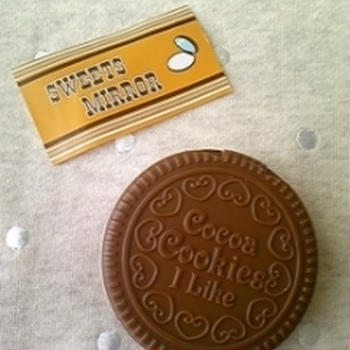 SWEETS
MIRROR
Cocoa
Cookies
I Like